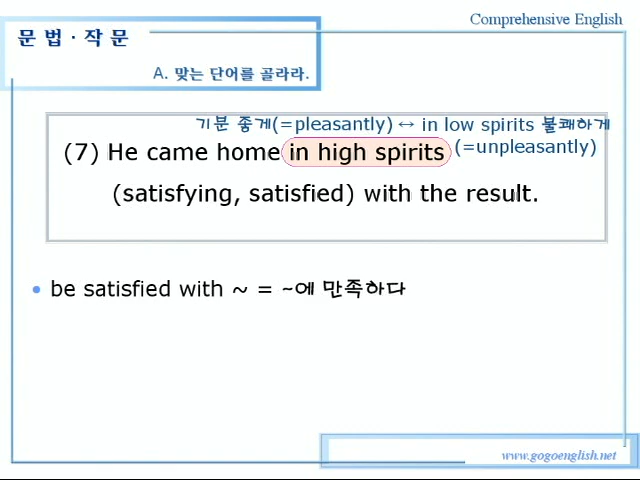 Comprehensive English
문 법 · 작 문
A. 맞는 단어를 골라라.
기분 좋게(=pleasantly) ↔ in low spirits 불쾌하게
(7) He came home in high spirits (=unpleasantly)
(satisfying, satisfied) with the result.
• be satisfied with ~ = ~에 만족하다
www.gogoenglish.net